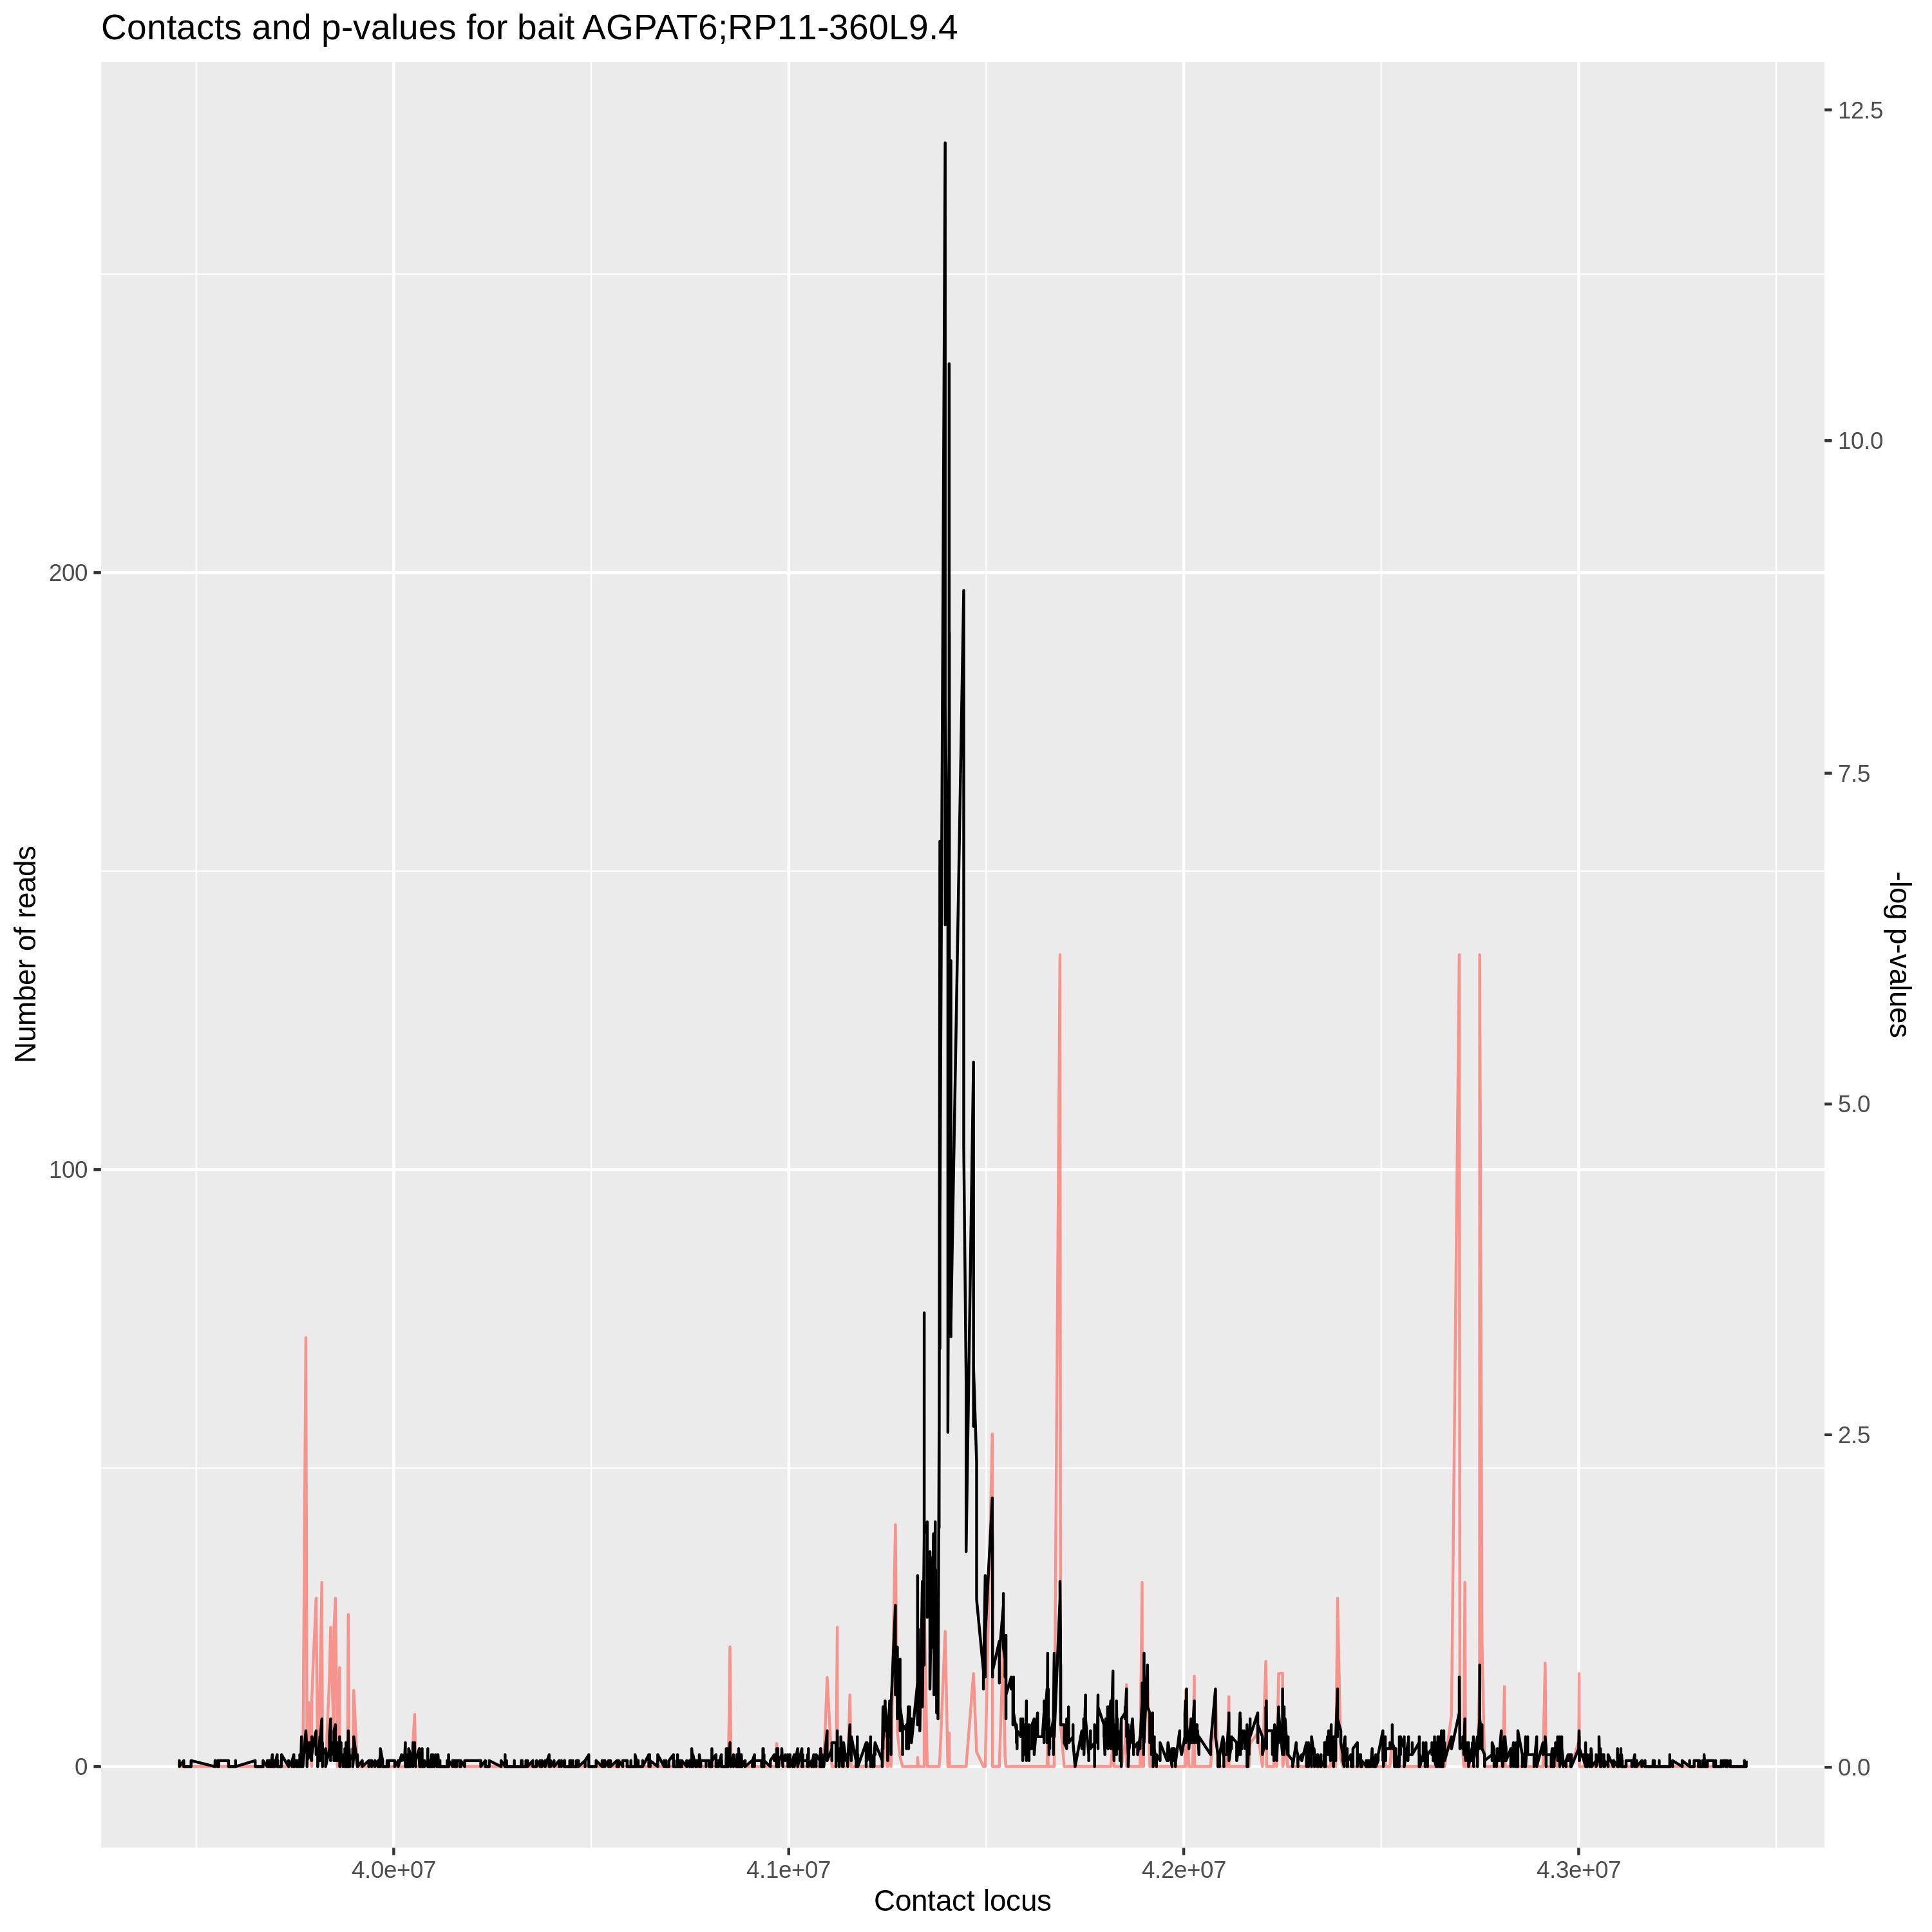 Contacts and p-values for bait AGPAT6;RP11-360L9.4
12.5
10.0
200
7.5
Number of reads
-log p-values
5.0
100
2.5
0
0.0
4.0e+07
4.1e+07
4.2e+07
4.3e+07
Contact locus